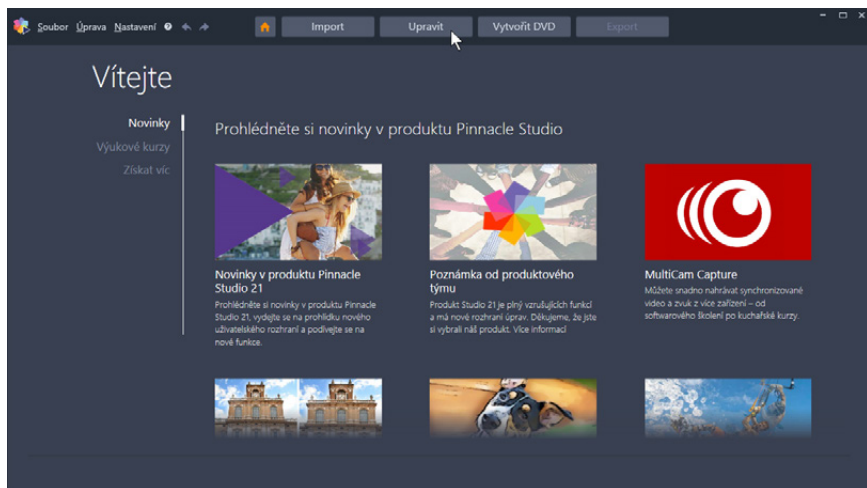 Soubor Úprava Nastavení
Import
Upravit
Vytvořit DVD
Export
Vítejte
Novinky
Výukové kurzy
Získat víc
Prohlédněte si novinky v produktu Pinnacle Studio
Novinky v produktu Pinnacle
Studio 21
Prohlédněte si novinky v produktu Pinnacle
Studio 21, vydejte se na prohlídku nového
uživatelského rozhraní a podívejte se na
nové funkce.
Poznámka od produktového
týmu
Produkt Studio 21 je plný vzrušujících funkcí
a má nové rozhraní úprav. Děkujeme, že jste
si vybrali náš produkt. Více informací
MultiCam Capture
Můžete snadno nahrávat synchronizované
video a zvuk z více zařízení – od
softwarového školení po kuchařské kurzy.